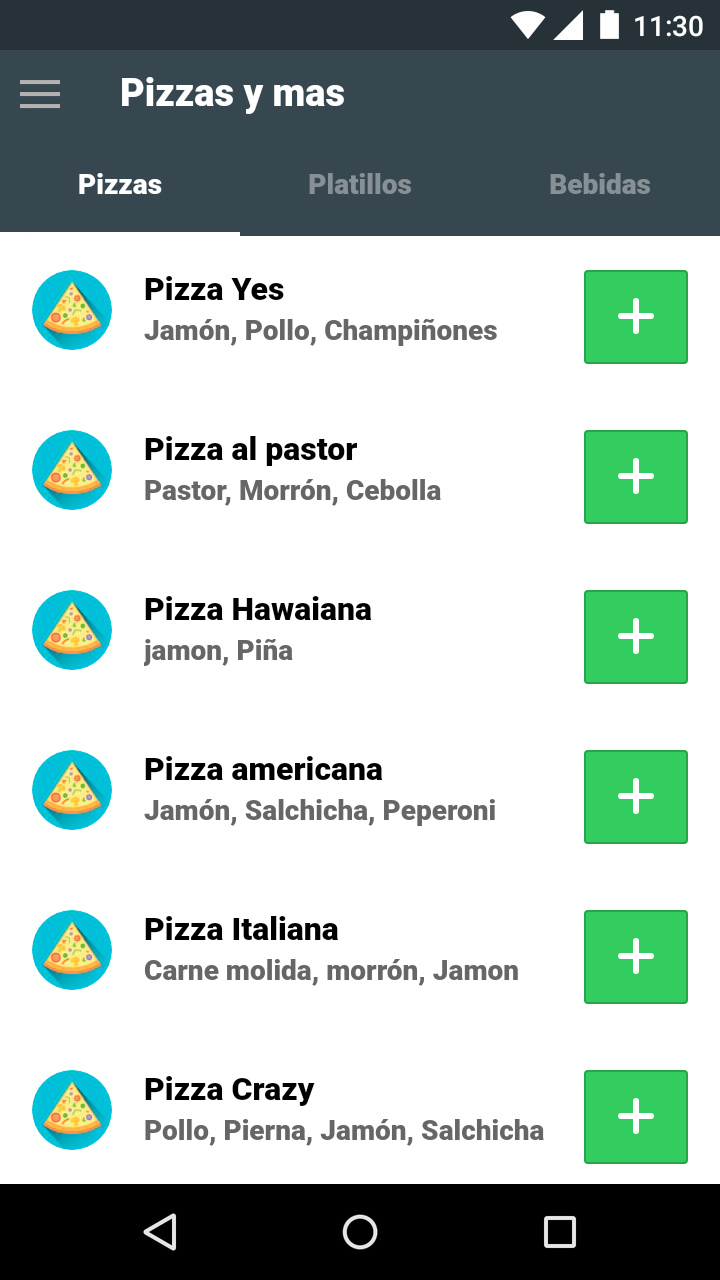 11:30
Pizzas y mas
Pizzas
Platillos
Bebidas
Pizza Yes
Jamón, Pollo, Champiñones
Pizza al pastor
Pastor, Morrón, Cebolla
Pizza Hawaiana
jamon, Piña
Pizza americana
Jamón, Salchicha, Peperoni
Pizza Italiana
Carne molida, morrón, Jamon
Pizza Crazy
Pollo, Pierna, Jamón, Salchicha